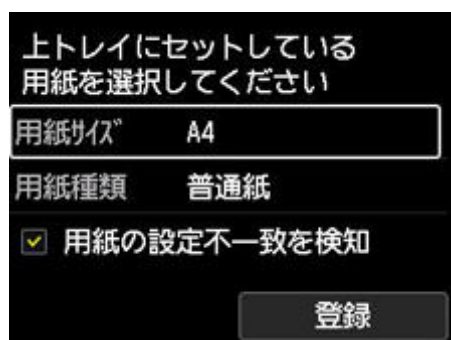 上トレイにセットしている
用紙を選択してください
用紙ｻｲｽﾞ A4
用紙種類 普通紙
用紙の設定不一致を検知
登録